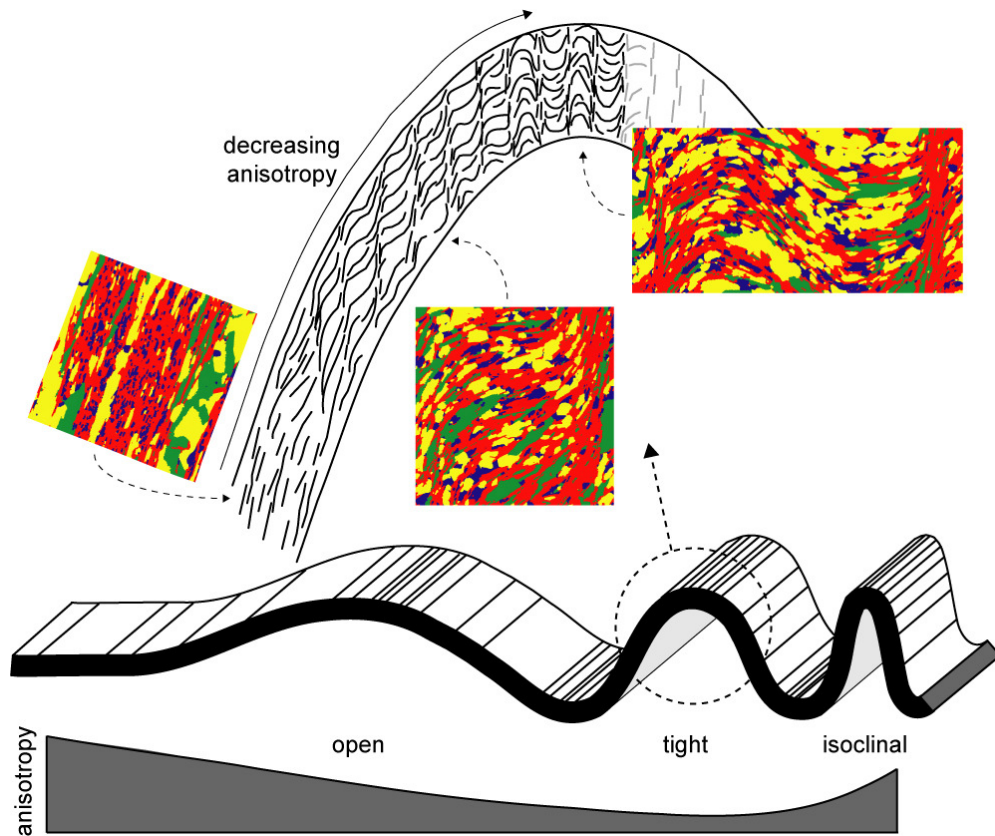 decreasing
anisotropy
open
tight
isoclinal
anisotropy